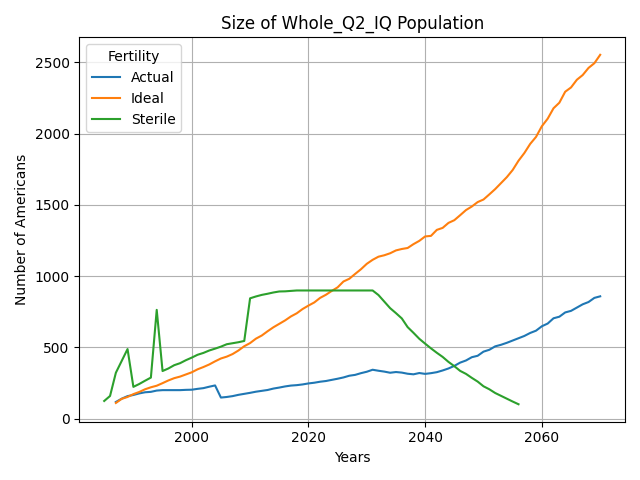 Size of Whole_Q2_IQ Population
Fertility
Actual
Ideal
Sterile
Number of Americans
2500
2000
1500
1000
500
0
2000 2020 2040 2060
Years